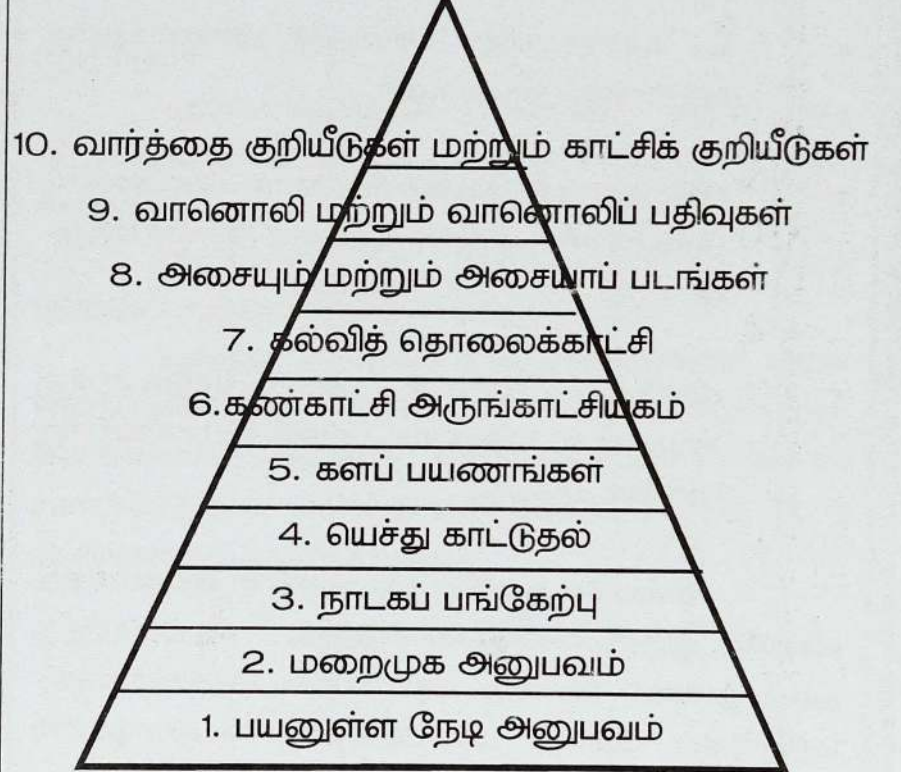 10. வார்த்தை குறியீடுகள் மற்றும் காட்சிக் குறியீடுகள்
9. வானொலி மற்றும் வானொலிப் பதிவுகள்
8. அசையும் மற்றும் அசையாப் படங்கள்
7. கல்வித் தொலைக்காட்சி
6.கண்காட்சி அருங்காட்சியகம்
5. களப் பயணங்கள்
4. யெச்து காட்டுதல்
3. நாடகப் பங்கேற்பு
2. மறைமுக அனுபவம்
1. பயனுள்ள நேடி அனுபவம்